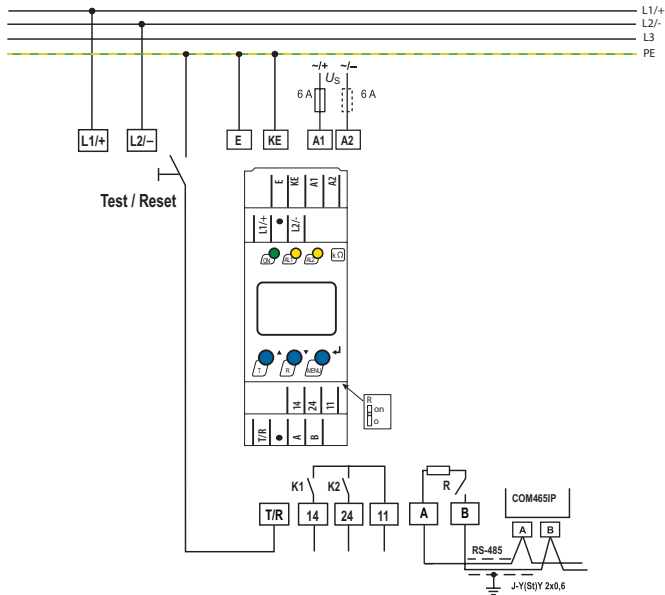 L1/+
L2/-
L3
PE
~/+ ~/–
US
6 A 6 A
L1/+ L2/– E KE A1 A2
Test / Reset
E KE A1 A2
L1/+ • L2/-
ON AL1 AL2 k Ω
T R MENU
14 24 11
T/R • A B
R
on
o
K1 K2 R COM465IP
T/R 14 24 11 A B
A B
RS-485
J-Y(St)Y 2x0,6